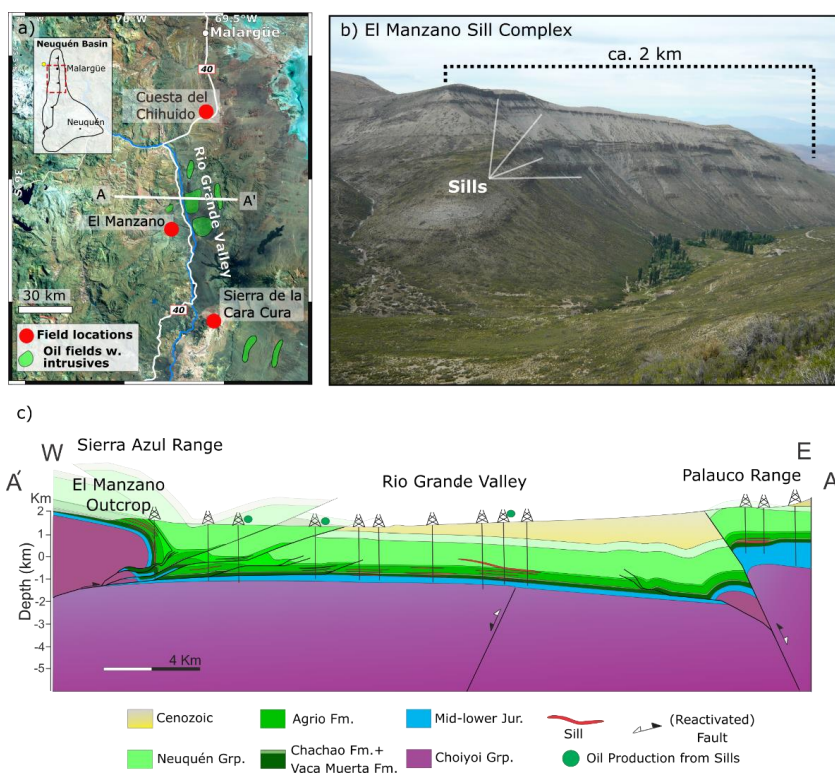 a)
70°W
69.5°W
Neuquén Basin
Malargüe
Neuquén
Malargüe
40
Cuesta del
Chihuido
36°S
A
A'
Rio Grande Valley
El Manzano
30 km
40
Sierra de la
Cara Cura
Field locations
Oil fields w.
intrusives
b) El Manzano Sill Complex
ca. 2 km
Sills
c)
Sierra Azul Range
W
E
A'
El Manzano
Outcrop
Rio Grande Valley
Palauco Range
A
Km
2
1
0
-1
-2
-3
-4
-5
Depth (km)
4 Km
Cenozoic
Agrio Fm.
Mid-lower Jur.
Sill
(Reactivated)
Fault
Neuquén Grp.
Chachao Fm.+
Vaca Muerta Fm.
Choiyoi Grp.
Oil Production from Sills